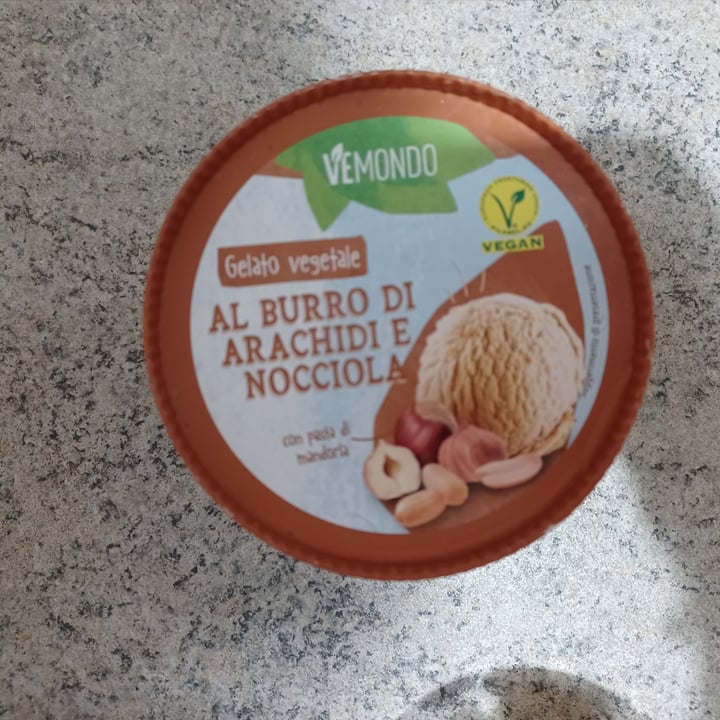 VEMONDO
VEGAN
Gelato vegetale
AL BURRO DI
ARACHIDI E
NOCCIOLA
con pasta di
mandorla